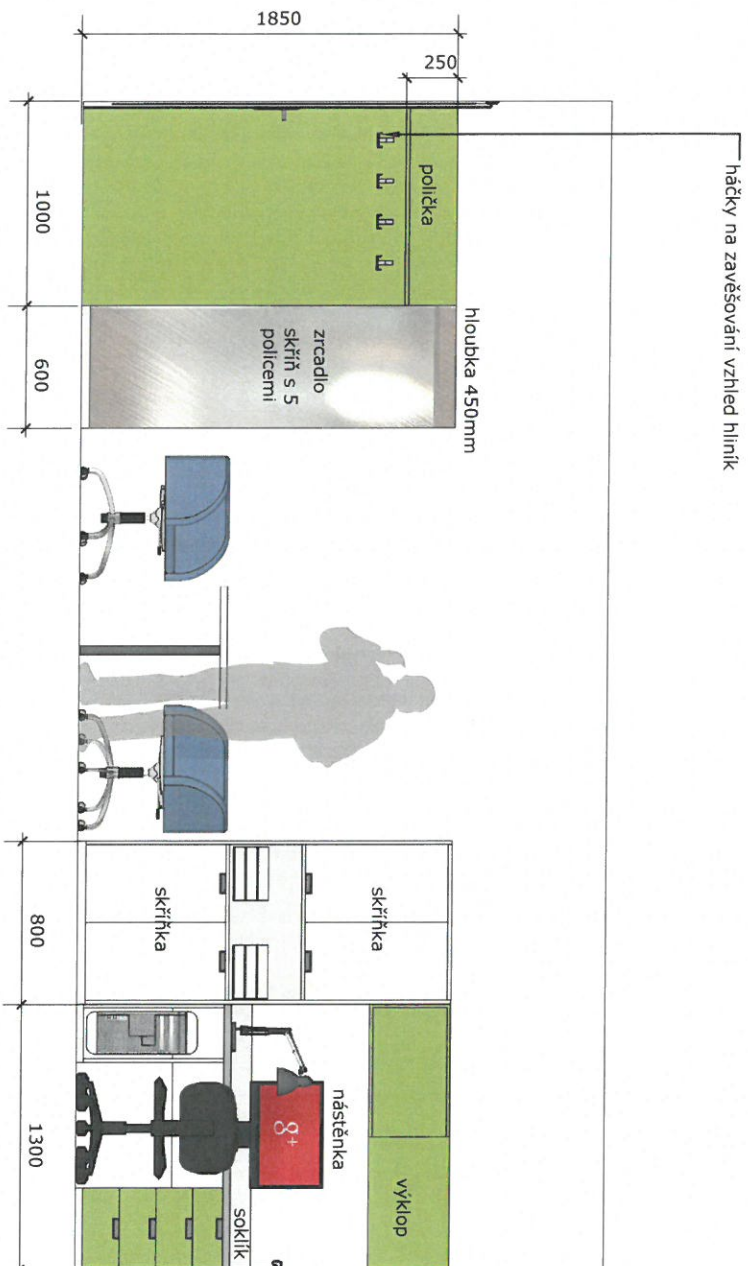 háčky na zavěšování vzhled hliník
1850
250
polička
hloubka 450mm
zrcadlo
skříň s 5
policemi
skříňka
skříňka
nástěnka
g+
výklop
soklík
1000
600
800
1300